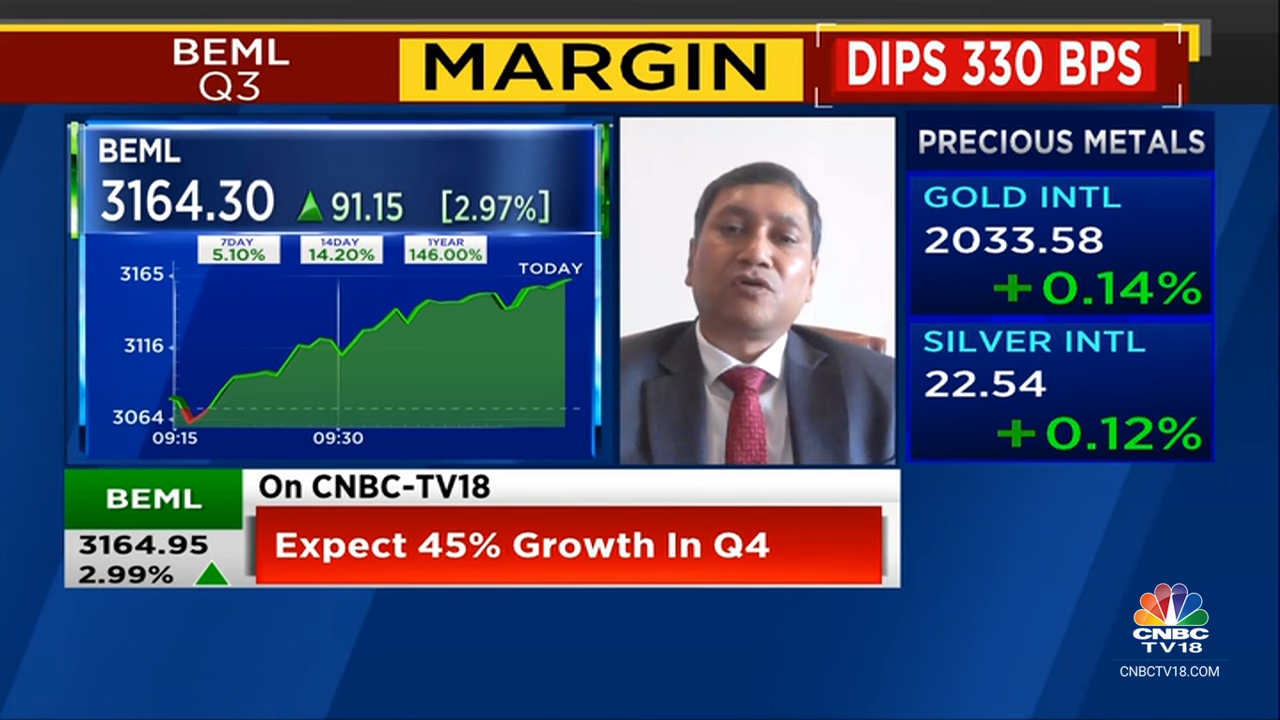 BEML
Q3
MARGIN
DIPS 330 BPS
BEML
3164.30 ▲ 91.15 [2.97%]
7DAY
5.10%
14DAY
14.20%
1YEAR
146.00%
TODAY
3165
3116
3064
09:15
09:30
PRECIOUS METALS
GOLD INTL
2033.58
+0.14%
SILVER INTL
22.54
+0.12%
BEML
3164.95
2.99% ▲
On CNBC-TV18
Expect 45% Growth In Q4
CNBC
TV18
CNBCTV18.COM